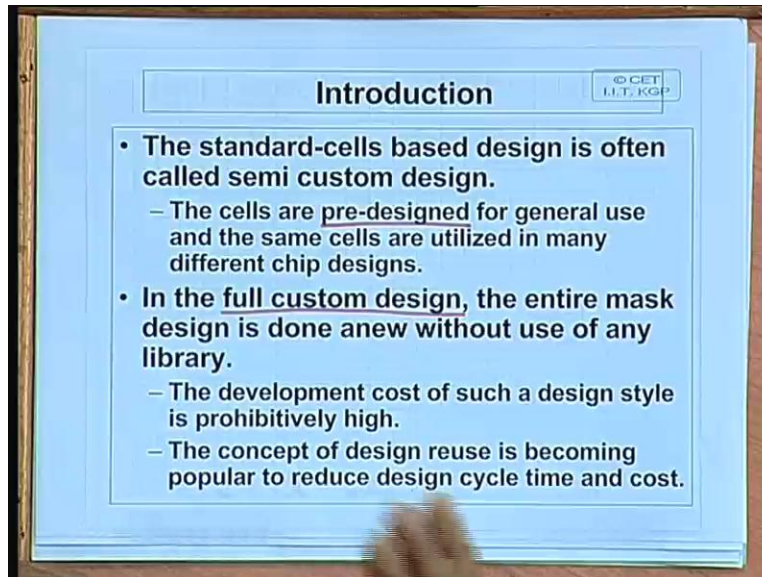 Introduction
© CET
I.I.T. KGP
• The standard-cells based design is often
called semi custom design.
– The cells are pre-designed for general use
and the same cells are utilized in many
different chip designs.
• In the full custom design, the entire mask
design is done anew without use of any
library.
– The development cost of such a design style
is prohibitively high.
– The concept of design reuse is becoming
popular to reduce design cycle time and cost.